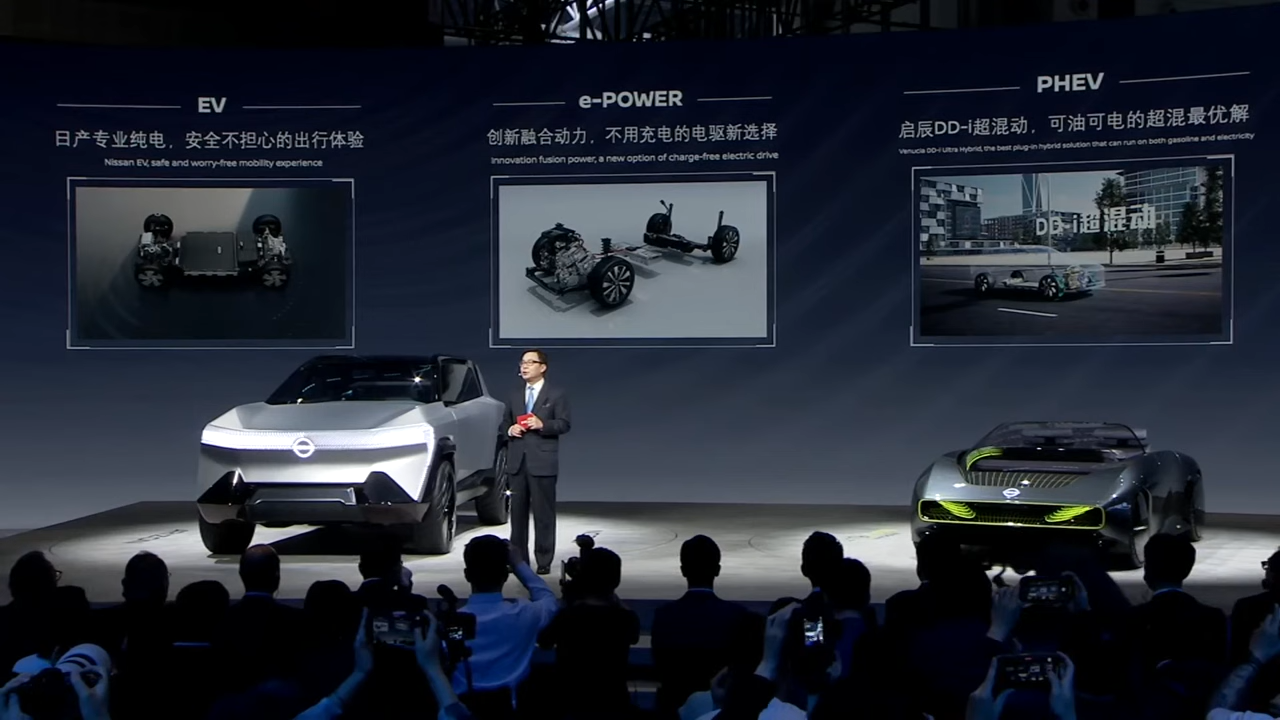 EV
日产专业纯电，安全不担心的出行体验
Nissan EV, safe and worry-free mobility experience
e-POWER
创新融合动力，不用充电的电驱新选择
Innovation fusion power, a new option of charge-free electric drive
PHEV
启辰DD-i超混动，可油可电的超混最优解
Venucia DD-i Ultra Hybrid, the best plug-in hybrid solution that can run on both gasoline and electricity
DD-i超混动